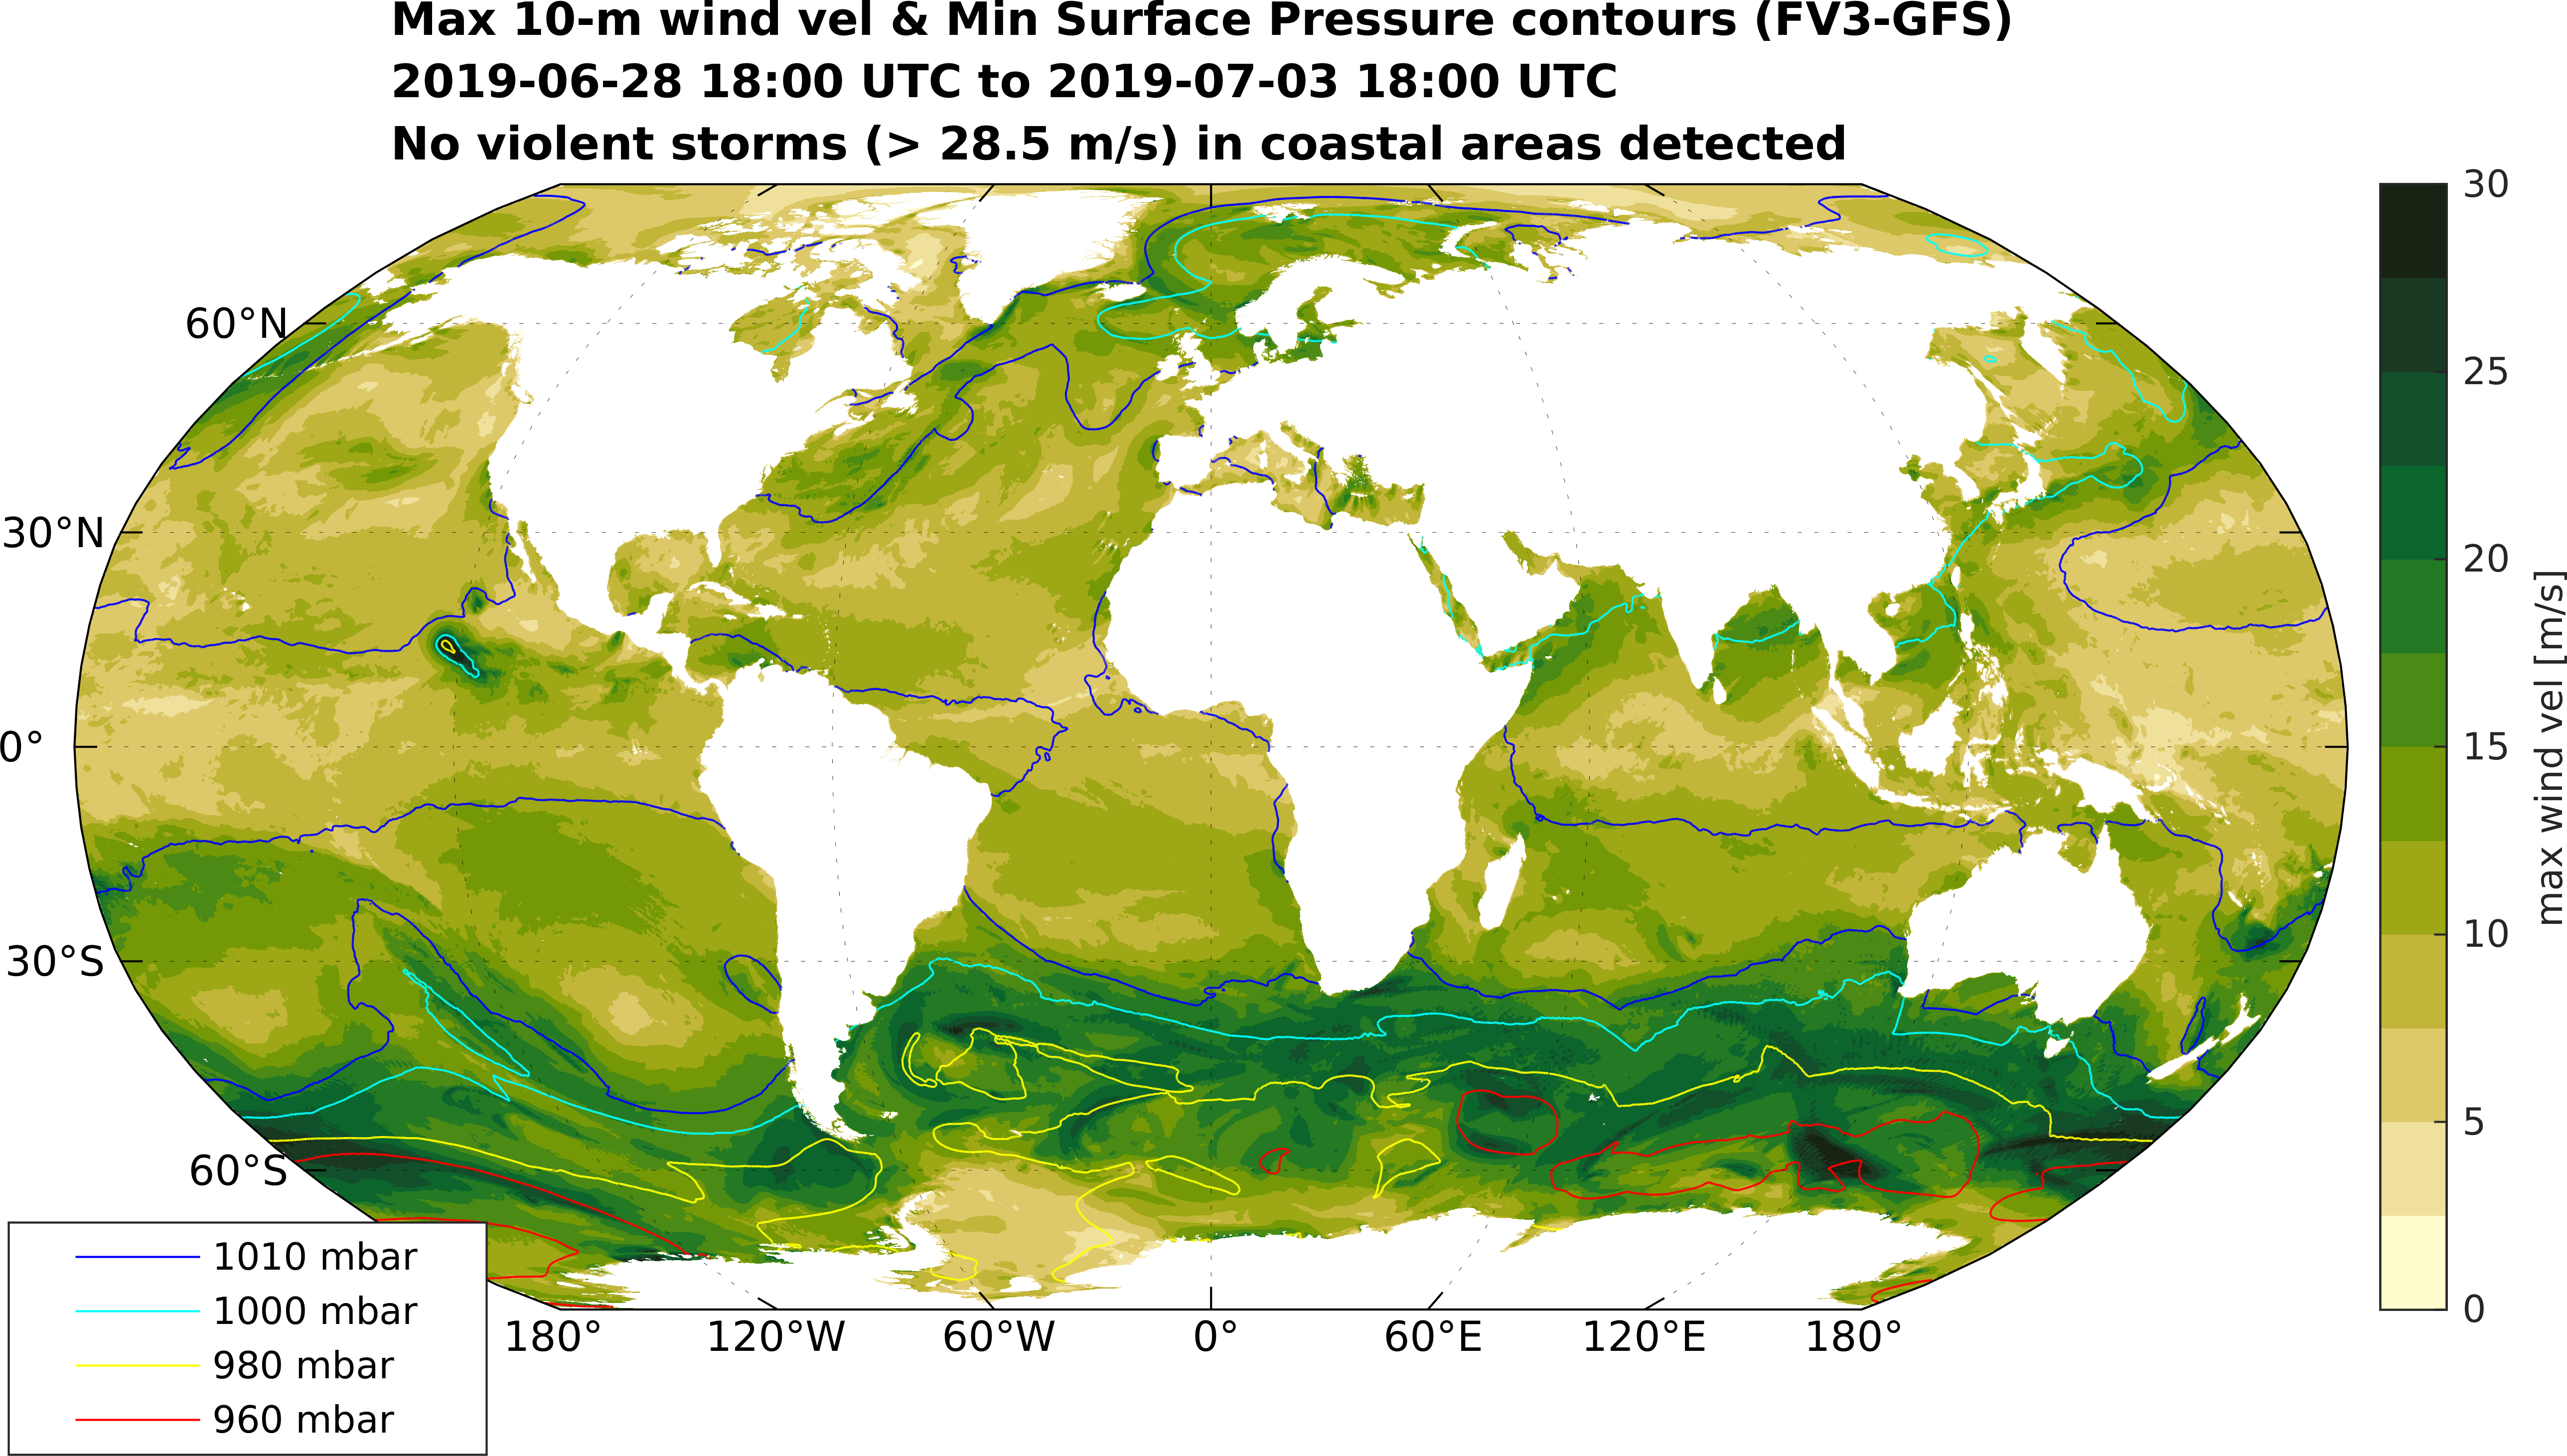 Max 10-m wind vel & Min Surface Pressure contours (FV3-GFS)
2019-06-28 18:00 UTC to 2019-07-03 18:00 UTC
No violent storms (> 28.5 m/s) in coastal areas detected
60°N
30°N
0°
30°S
60°S
180°
120°W
60°W
0°
60°E
120°E
180°
1010 mbar
1000 mbar
980 mbar
960 mbar
30
25
20
15
10
5
0
max wind vel [m/s]